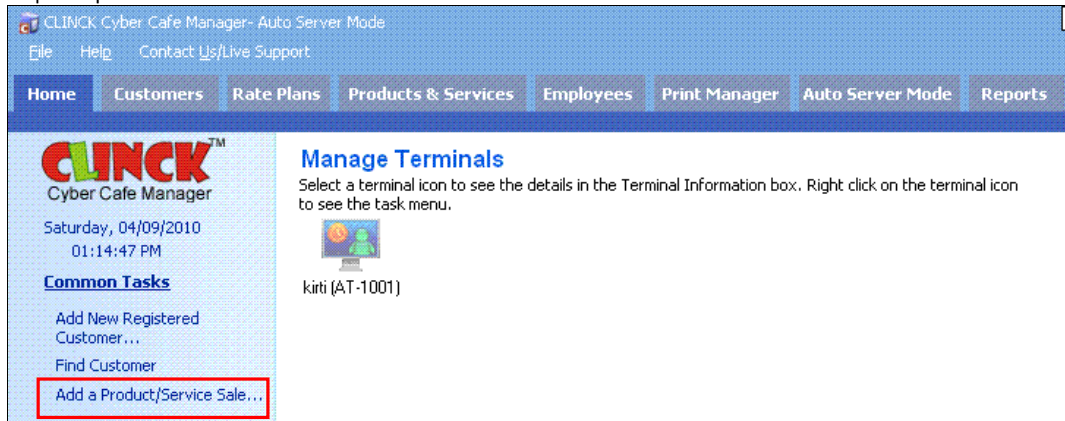 CLINCK Cyber Cafe Manager- Auto Server Mode
File Help Contact Us/Live Support
Home Customers Rate Plans Products & Services Employees Print Manager Auto Server Mode Reports
CLINCK™
Cyber Cafe Manager
Saturday, 04/09/2010
01:14:47 PM
Common Tasks
Add New Registered
Customer...
Find Customer
Add a Product/Service Sale...
Manage Terminals
Select a terminal icon to see the details in the Terminal Information box. Right click on the terminal icon
to see the task menu.
kirti (AT-1001)